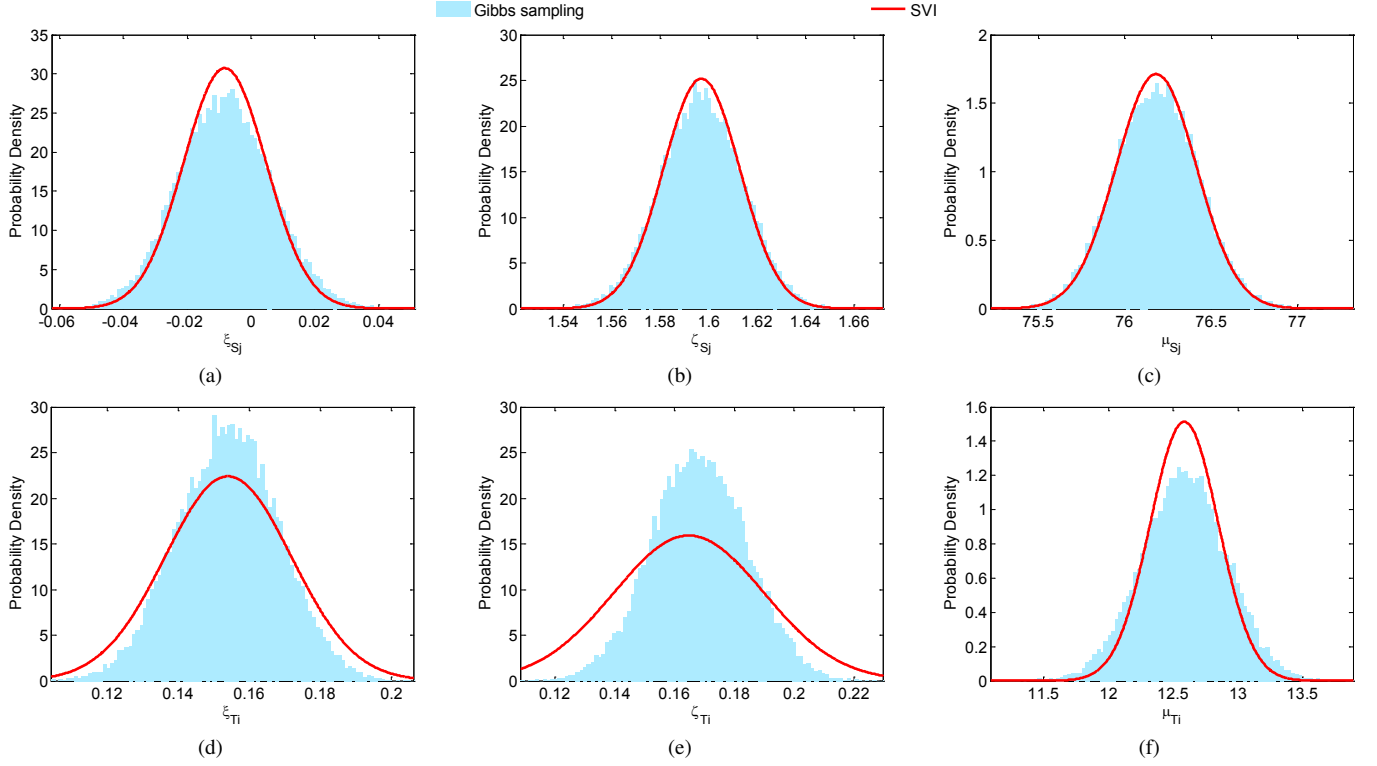 Gibbs sampling
SVI
35
30
25
20
15
10
5
0
Probability Density
-0.06 -0.04 -0.02 0 0.02 0.04
ξSj
(a)
30
25
20
15
10
5
0
Probability Density
1.54 1.56 1.58 1.6 1.62 1.64 1.66
ζSj
(b)
2
1.5
1
0.5
0
Probability Density
75.5 76 76.5 77
μSj
(c)
30
25
20
15
10
5
0
Probability Density
0.12 0.14 0.16 0.18 0.2
ξTi
(d)
30
25
20
15
10
5
0
Probability Density
0.12 0.14 0.16 0.18 0.2 0.22
ζTi
(e)
1.6
1.4
1.2
1
0.8
0.6
0.4
0.2
0
Probability Density
11.5 12 12.5 13 13.5
μTi
(f)